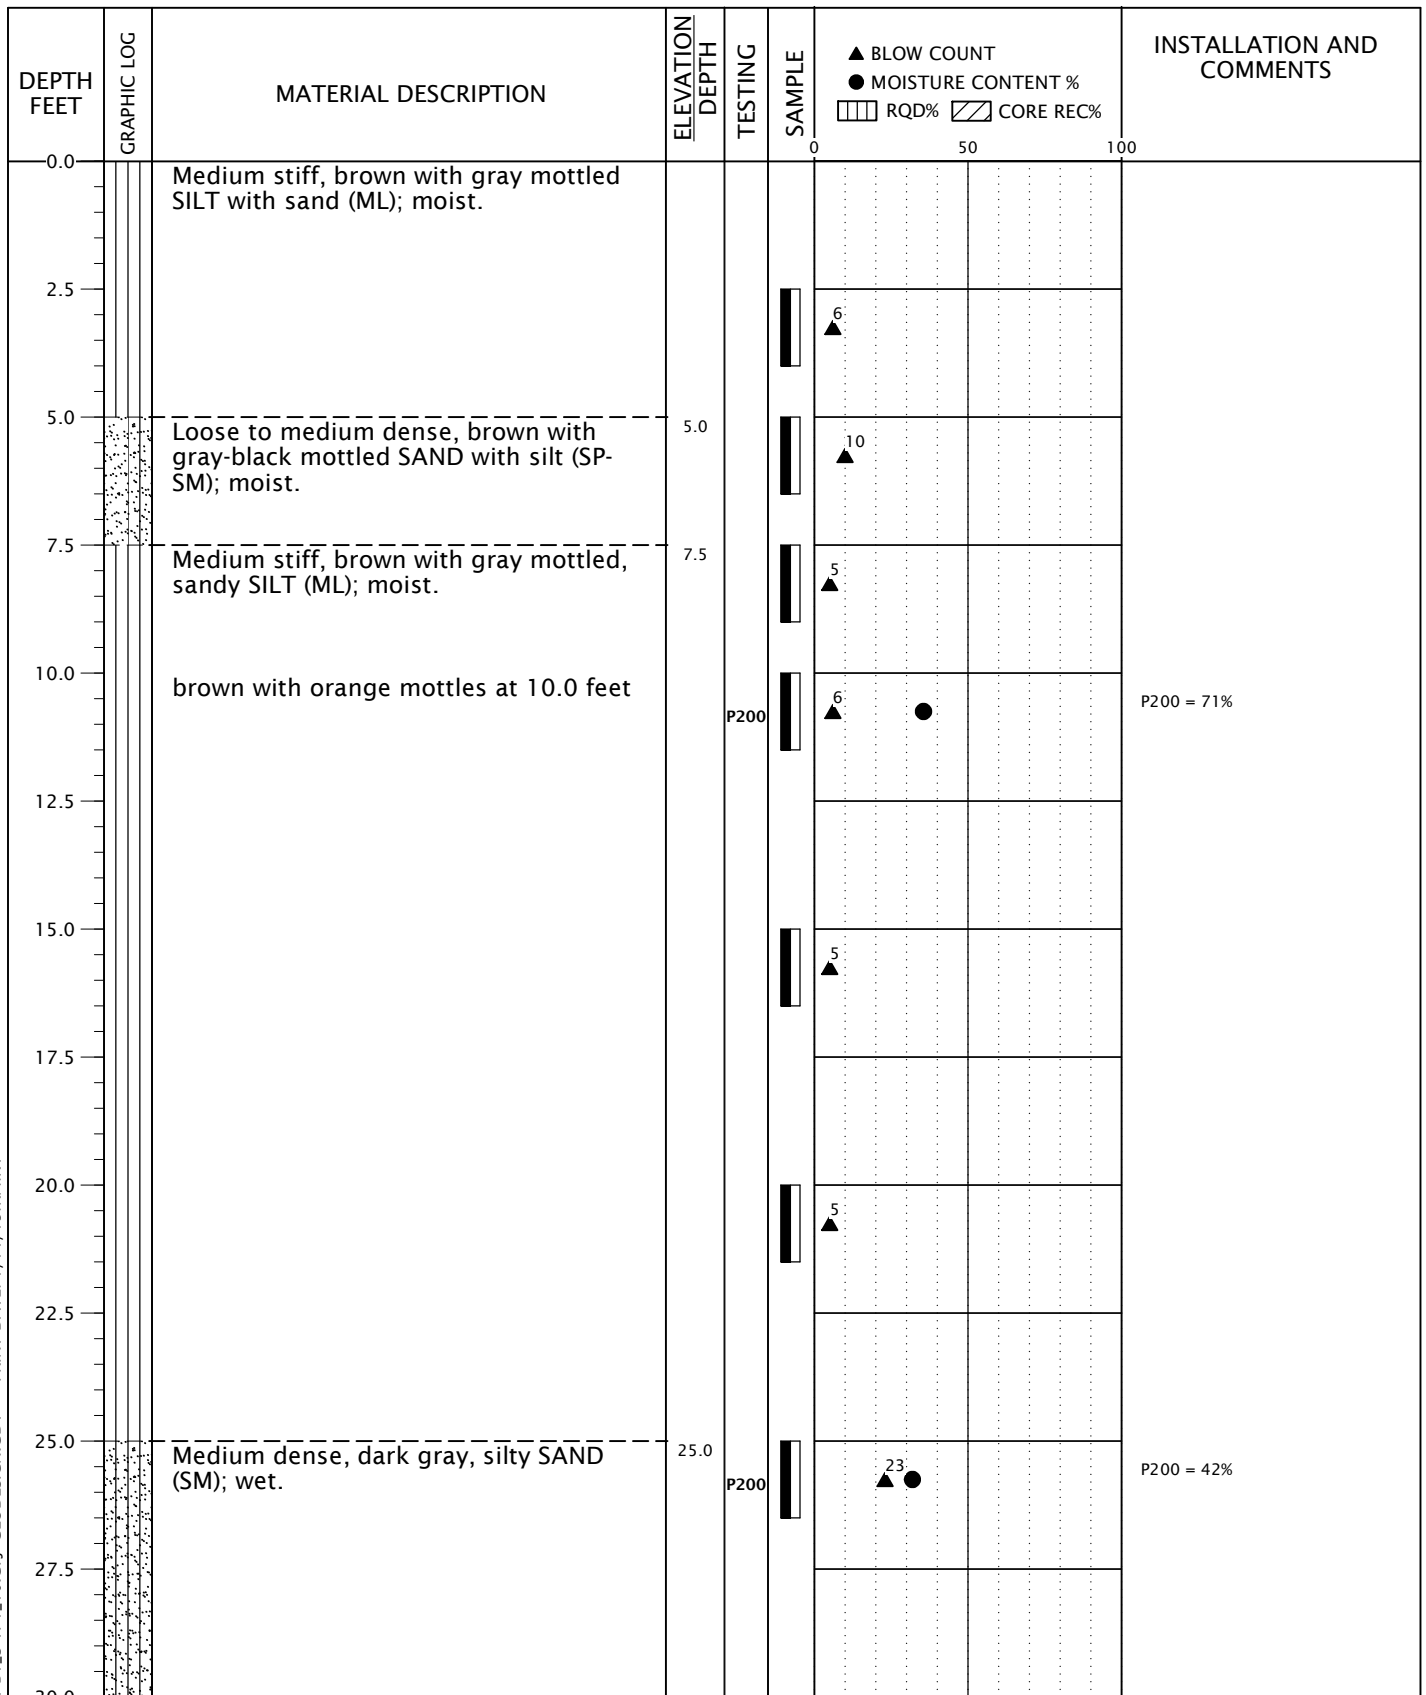 DEPTH
FEET
GRAPHIC LOG
MATERIAL DESCRIPTION
ELEVATION
DEPTH
TESTING
SAMPLE
▲ BLOW COUNT
● MOISTURE CONTENT %
RQD% CORE REC%
0 50 100
INSTALLATION AND
COMMENTS
0.0
Medium stiff, brown with gray mottled
SILT with sand (ML); moist.
2.5
6
5.0
5.0
Loose to medium dense, brown with
gray-black mottled SAND with silt (SP-
SM); moist.
10
7.5
7.5
Medium stiff, brown with gray mottled,
sandy SILT (ML); moist.
5
10.0
brown with orange mottles at 10.0 feet
P200
6
P200 = 71%
12.5
15.0
5
17.5
20.0
5
22.5
25.0
25.0
Medium dense, dark gray, silty SAND
(SM); wet.
P200
23
P200 = 42%
27.5